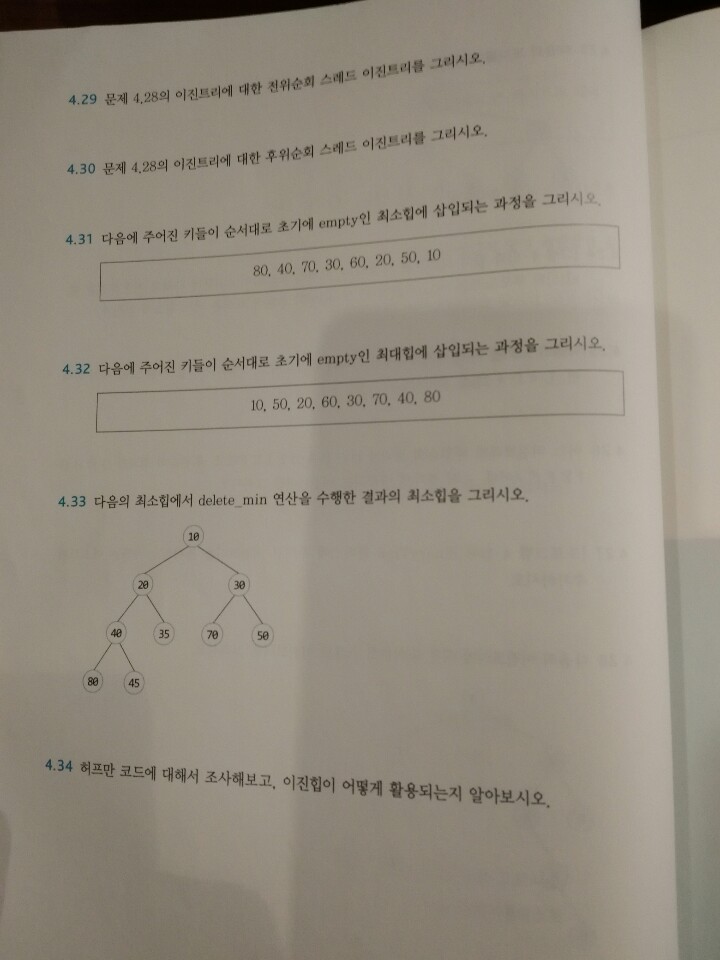 4.29 문제 4.28의 이진트리에 대한 전위순회 스레드 이진트리를 그리시오.
4.30 문제 4.28의 이진트리에 대한 후위순회 스레드 이진트리를 그리시오.
4.31 다음에 주어진 키들이 순서대로 초기에 empty인 최소힙에 삽입되는 과정을 그리시오.
80, 40, 70, 30, 60, 20, 50, 10
4.32 다음에 주어진 키들이 순서대로 초기에 empty인 최대힙에 삽입되는 과정을 그리시오.
10, 50, 20, 60, 30, 70, 40, 80
4.33 다음의 최소힙에서 delete_min 연산을 수행한 결과의 최소힙을 그리시오.
10
20 30
40 35 70 50
80 45
4.34 허프만 코드에 대해서 조사해보고, 이진힙이 어떻게 활용되는지 알아보시오.